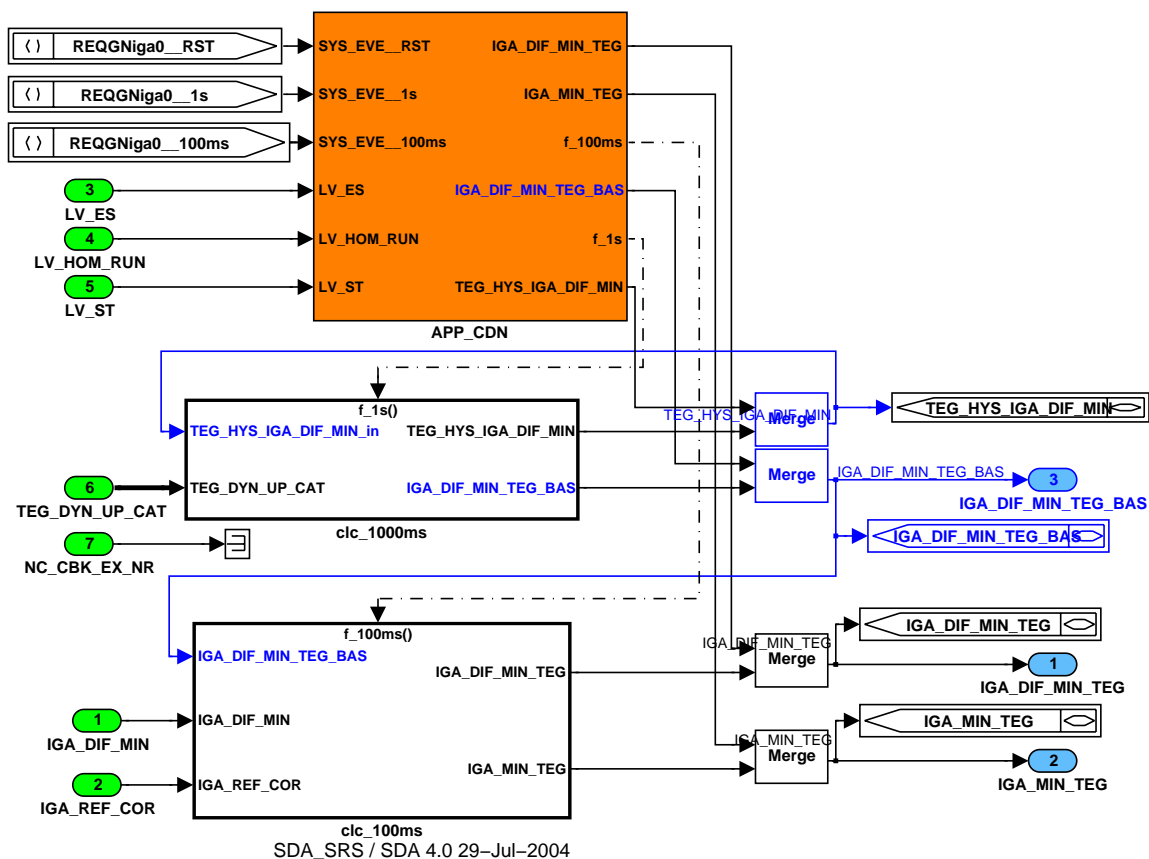 REQGNiga0__RST
SYS_EVE__RST
IGA_DIF_MIN_TEG
REQGNiga0__1s
SYS_EVE__1s
IGA_MIN_TEG
REQGNiga0__100ms
SYS_EVE__100ms
f_100ms
3
LV_ES
LV_ES
IGA_DIF_MIN_TEG_BAS
4
LV_HOM_RUN
LV_HOM_RUN
f_1s
5
LV_ST
LV_ST
TEG_HYS_IGA_DIF_MIN
APP_CDN
f_1s()
TEG_HYS_IGA_DIF_MIN_in
TEG_HYS_IGA_DIF_MIN
TEG_HYS_IGA_DIF_MIN
Merge
TEG_HYS_IGA_DIF_MIN
6
TEG_DYN_UP_CAT
TEG_DYN_UP_CAT
IGA_DIF_MIN_TEG_BAS
Merge
IGA_DIF_MIN_TEG_BAS
3
IGA_DIF_MIN_TEG_BAS
clc_1000ms
IGA_DIF_MIN_TEG_BAS
7
NC_CBK_EX_NR
f_100ms()
IGA_DIF_MIN_TEG_BAS
IGA_DIF_MIN_TEG
IGA_DIF_MIN_TEG
Merge
IGA_DIF_MIN_TEG
1
IGA_DIF_MIN_TEG
1
IGA_DIF_MIN
IGA_DIF_MIN
IGA_MIN_TEG
IGA_MIN_TEG
Merge
IGA_MIN_TEG
2
IGA_MIN_TEG
2
IGA_REF_COR
IGA_REF_COR
clc_100ms
SDA_SRS / SDA 4.0 29-Jul-2004